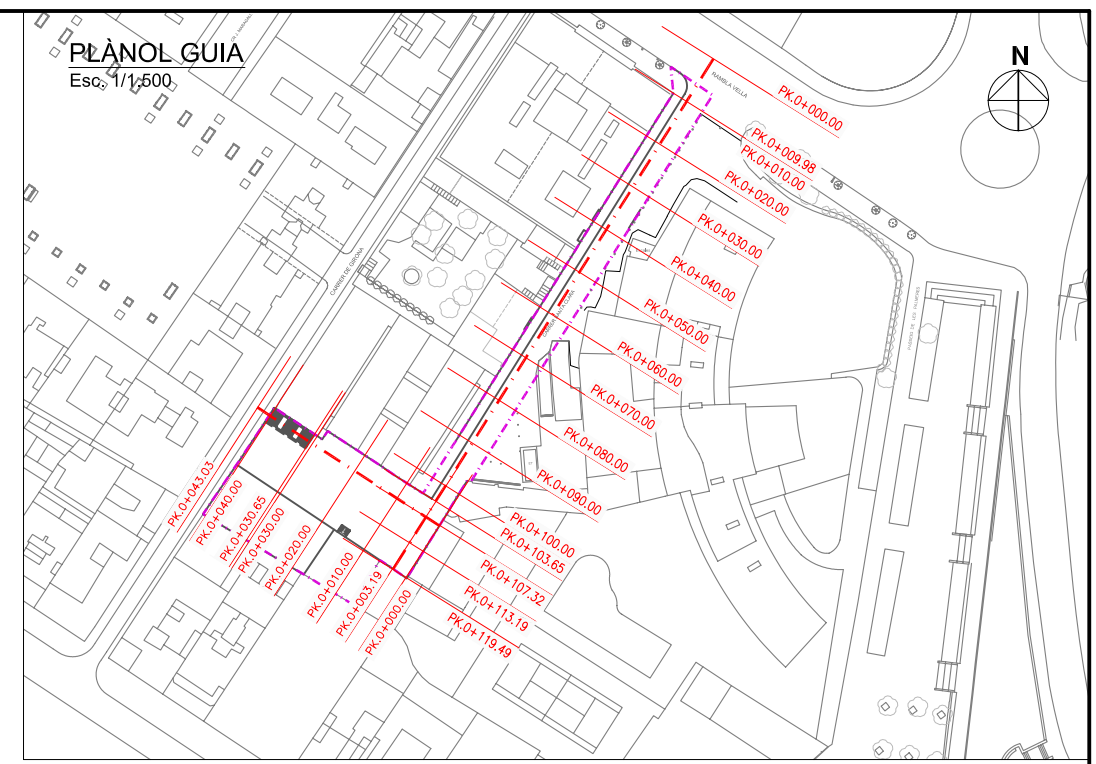 PLÀNOL GUIA
Esc. 1/1.500
N
RAMBLA VELLA
PK.0+000.00
PK.0+009.98
PK.0+010.00
PK.0+020.00
PK.0+030.00
PK.0+040.00
PK.0+050.00
PK.0+060.00
PK.0+070.00
PK.0+080.00
PK.0+090.00
PK.0+100.00
PK.0+103.65
PK.0+107.32
PK.0+113.19
PK.0+119.49
CARRER DE GIRONA
PK.0+043.03
PK.0+040.00
PK.0+030.65
PK.0+030.00
PK.0+020.00
PK.0+010.00
PK.0+003.19
PK.0+000.00